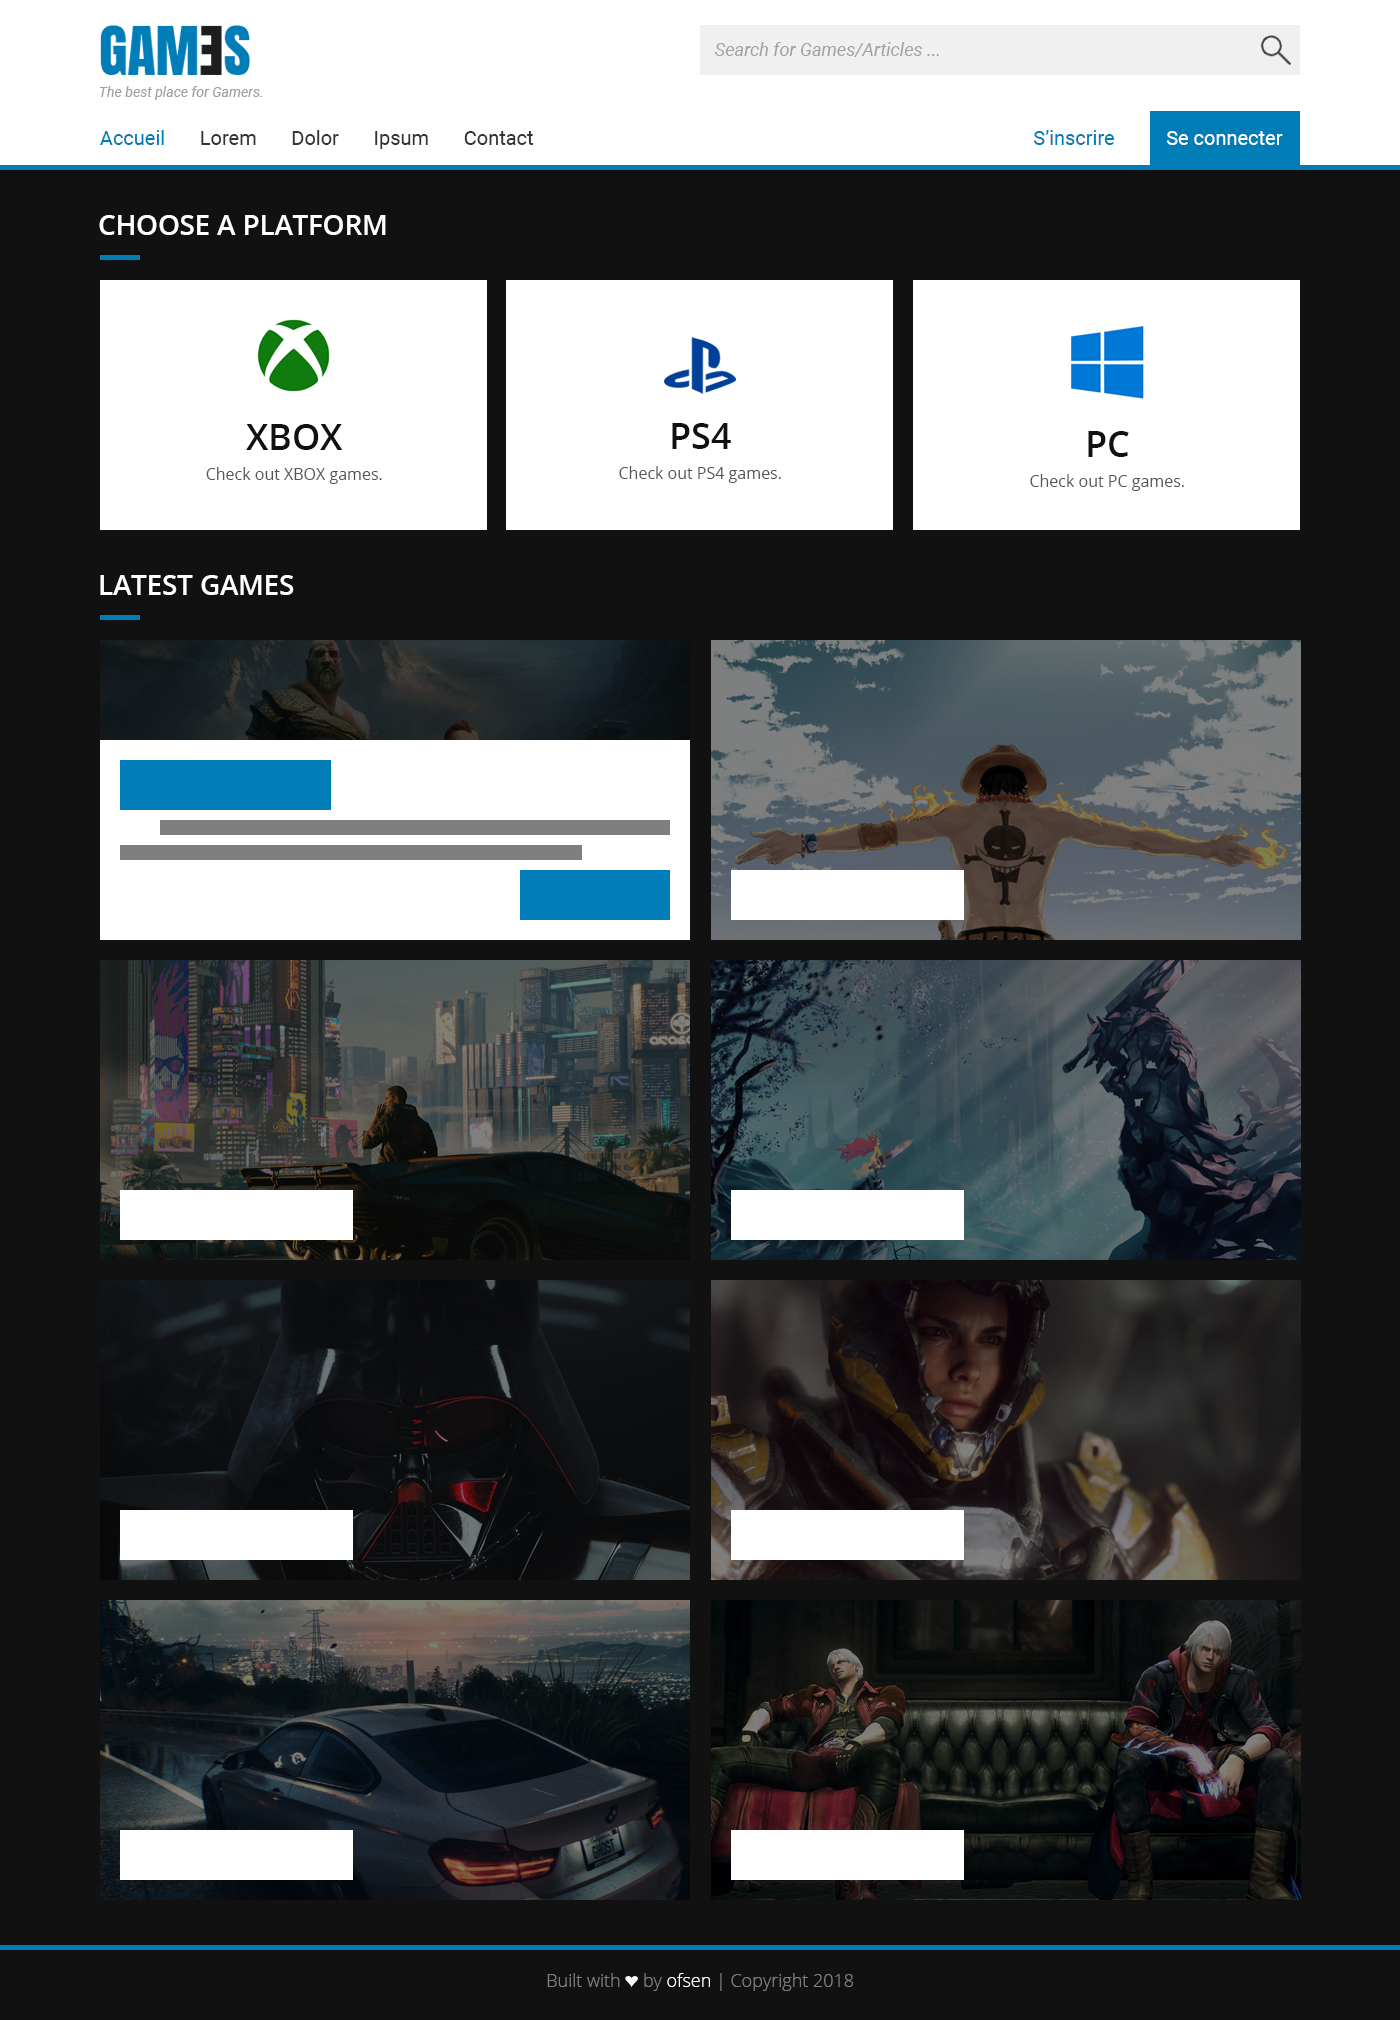 GAMES
The best place for Gamers.
Search for Games/Articles ...
Accueil
Lorem
Dolor
Ipsum
Contact
S'inscrire
Se connecter
CHOOSE A PLATFORM
XBOX
Check out XBOX games.
PS4
Check out PS4 games.
PC
Check out PC games.
LATEST GAMES
GHOST
Built with ❤ by ofsen | Copyright 2018